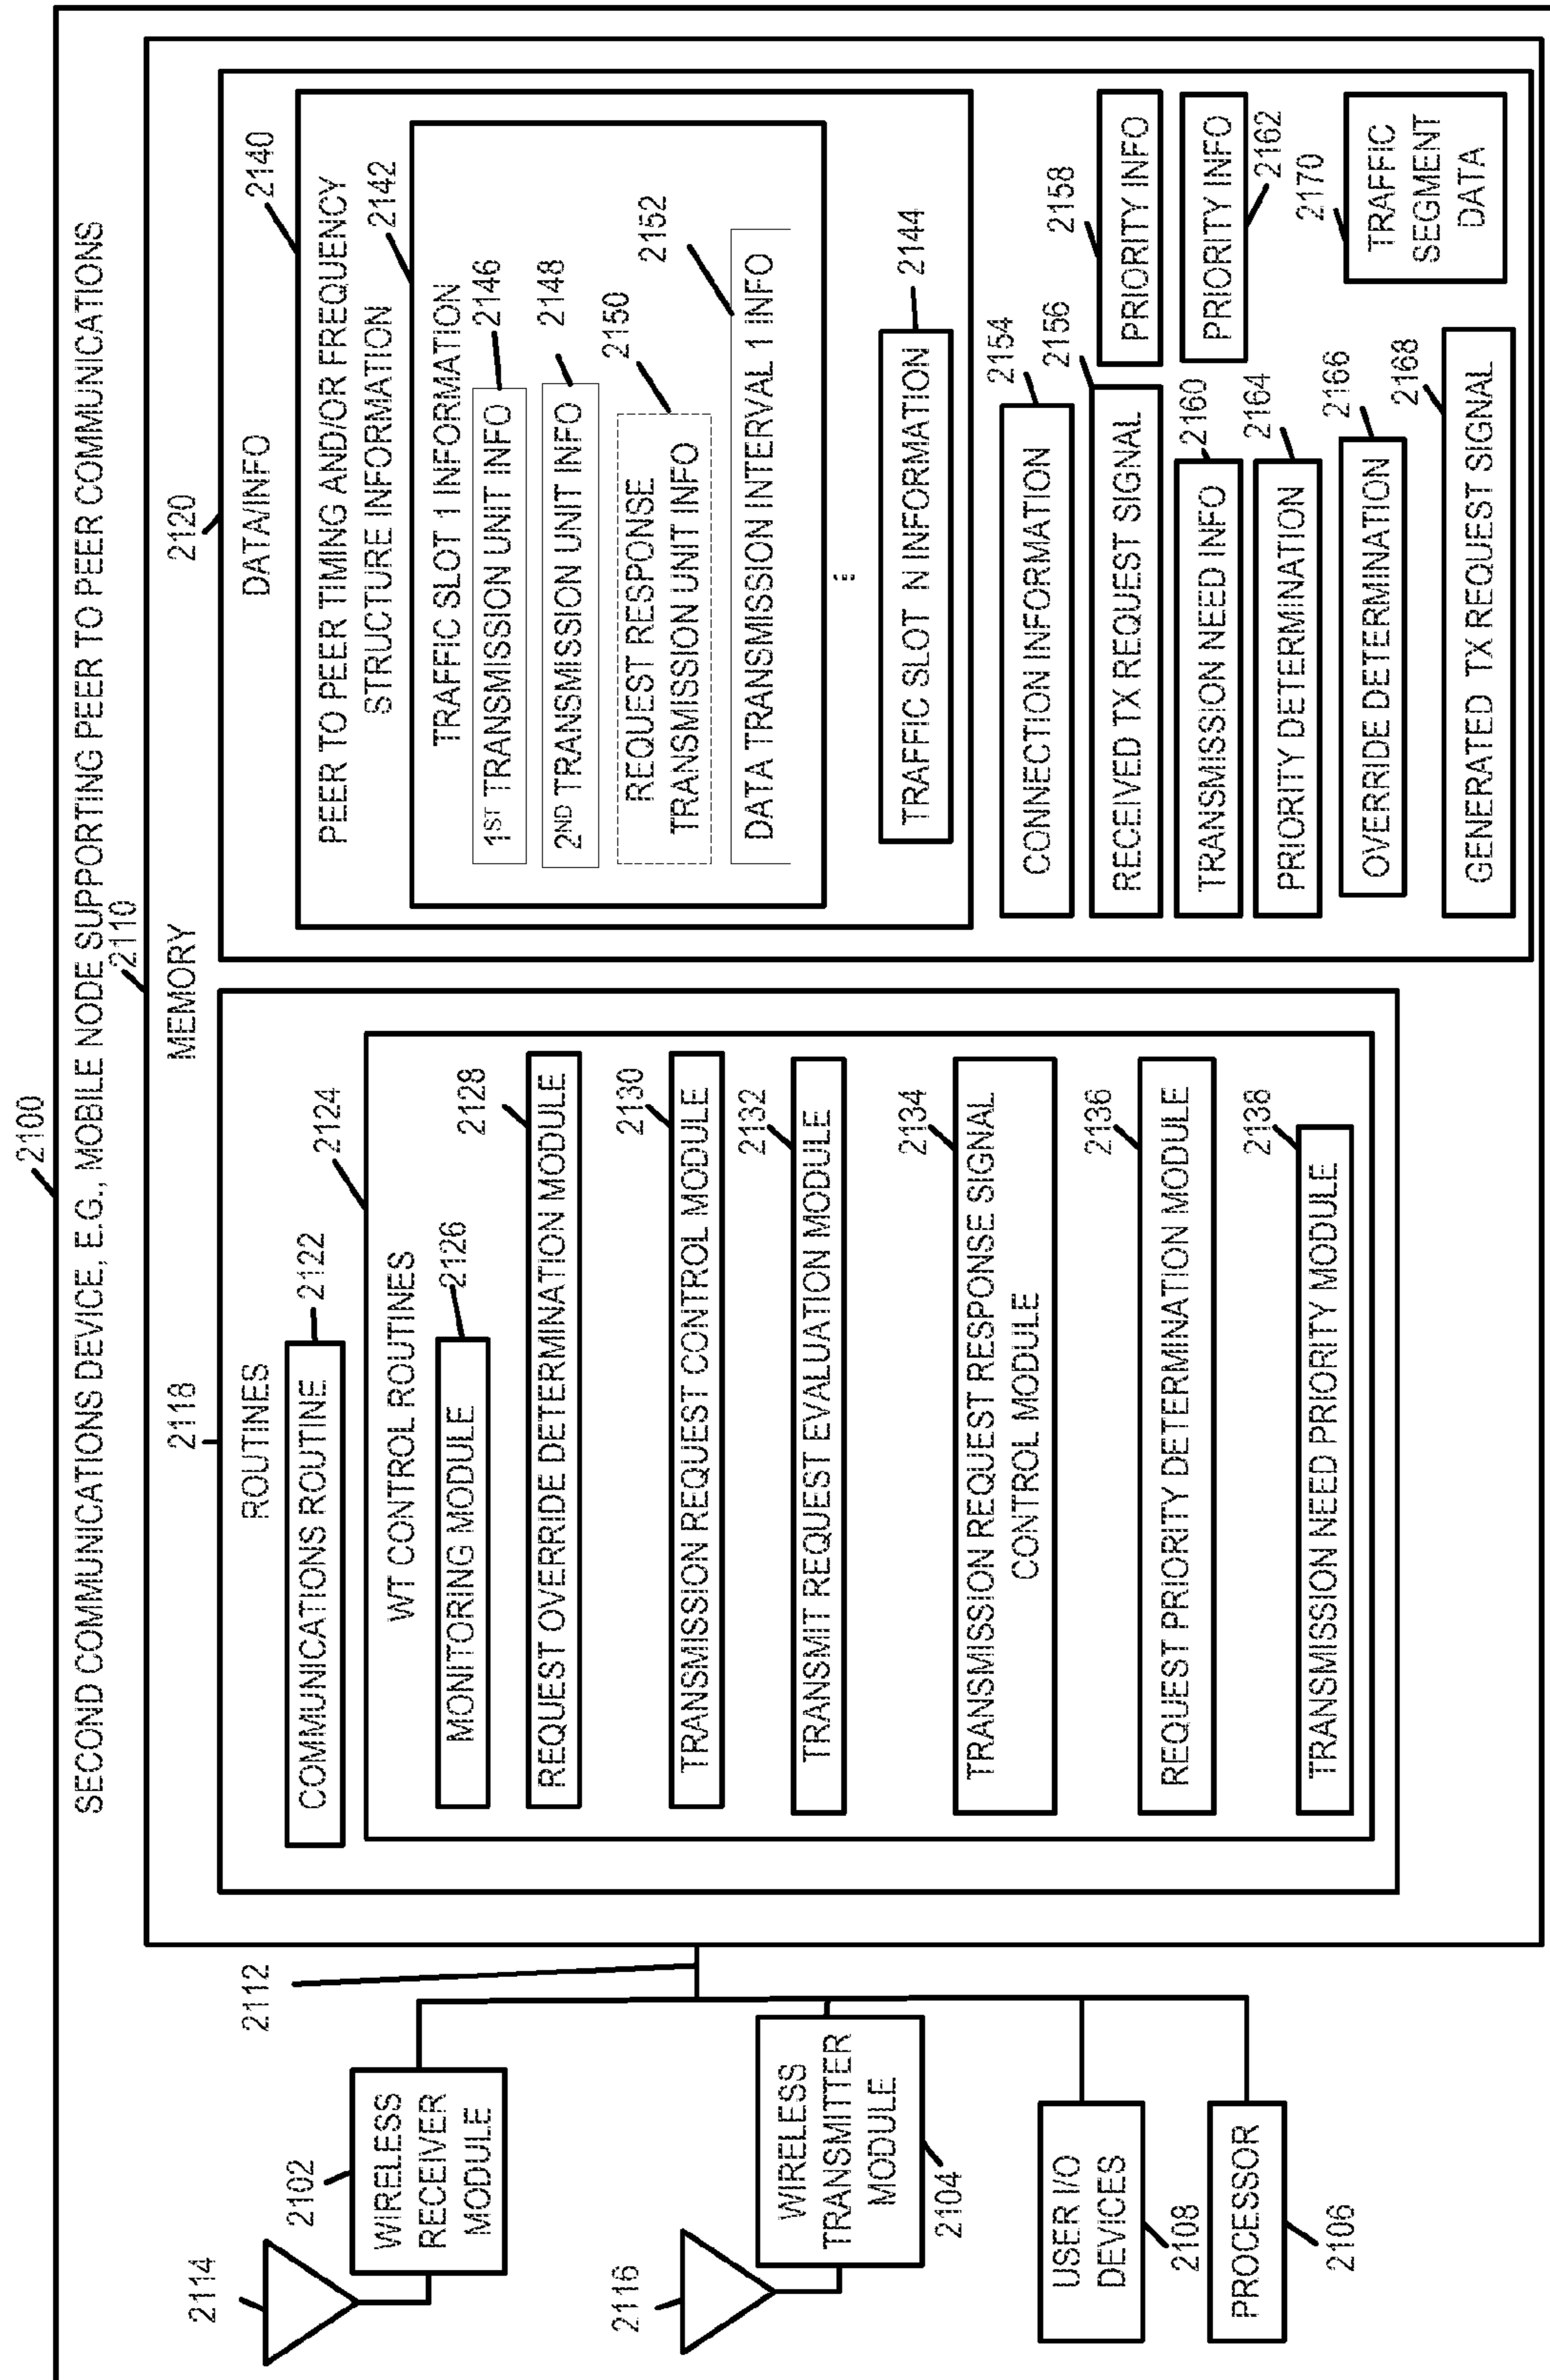 2100
SECOND COMMUNICATIONS DEVICE, E.G., MOBILE NODE SUPPORTING PEER TO PEER COMMUNICATIONS
2110
MEMORY
2114
2102
WIRELESS
RECEIVER
MODULE
2112
2116
WIRELESS
TRANSMITTER
MODULE
2104
USER I/O
DEVICES
2108
PROCESSOR
2106
2118
ROUTINES
COMMUNICATIONS ROUTINE
2122
2124
WT CONTROL ROUTINES
MONITORING MODULE
2126
REQUEST OVERRIDE DETERMINATION MODULE
2128
TRANSMISSION REQUEST CONTROL MODULE
2130
TRANSMIT REQUEST EVALUATION MODULE
2132
TRANSMISSION REQUEST RESPONSE SIGNAL
CONTROL MODULE
2134
REQUEST PRIORITY DETERMINATION MODULE
2136
TRANSMISSION NEED PRIORITY MODULE
2138
2120
DATA/INFO
2140
PEER TO PEER TIMING AND/OR FREQUENCY
STRUCTURE INFORMATION
2142
TRAFFIC SLOT 1 INFORMATION
1ST TRANSMISSION UNIT INFO
2146
2ND TRANSMISSION UNIT INFO
2148
REQUEST RESPONSE
TRANSMISSION UNIT INFO
2150
DATA TRANSMISSION INTERVAL 1 INFO
2152
TRAFFIC SLOT N INFORMATION
2144
CONNECTION INFORMATION
2154
RECEIVED TX REQUEST SIGNAL
2156
PRIORITY INFO
2158
TRANSMISSION NEED INFO
2160
PRIORITY INFO
2162
PRIORITY DETERMINATION
2164
OVERRIDE DETERMINATION
2166
GENERATED TX REQUEST SIGNAL
2168
TRAFFIC
SEGMENT
DATA
2170